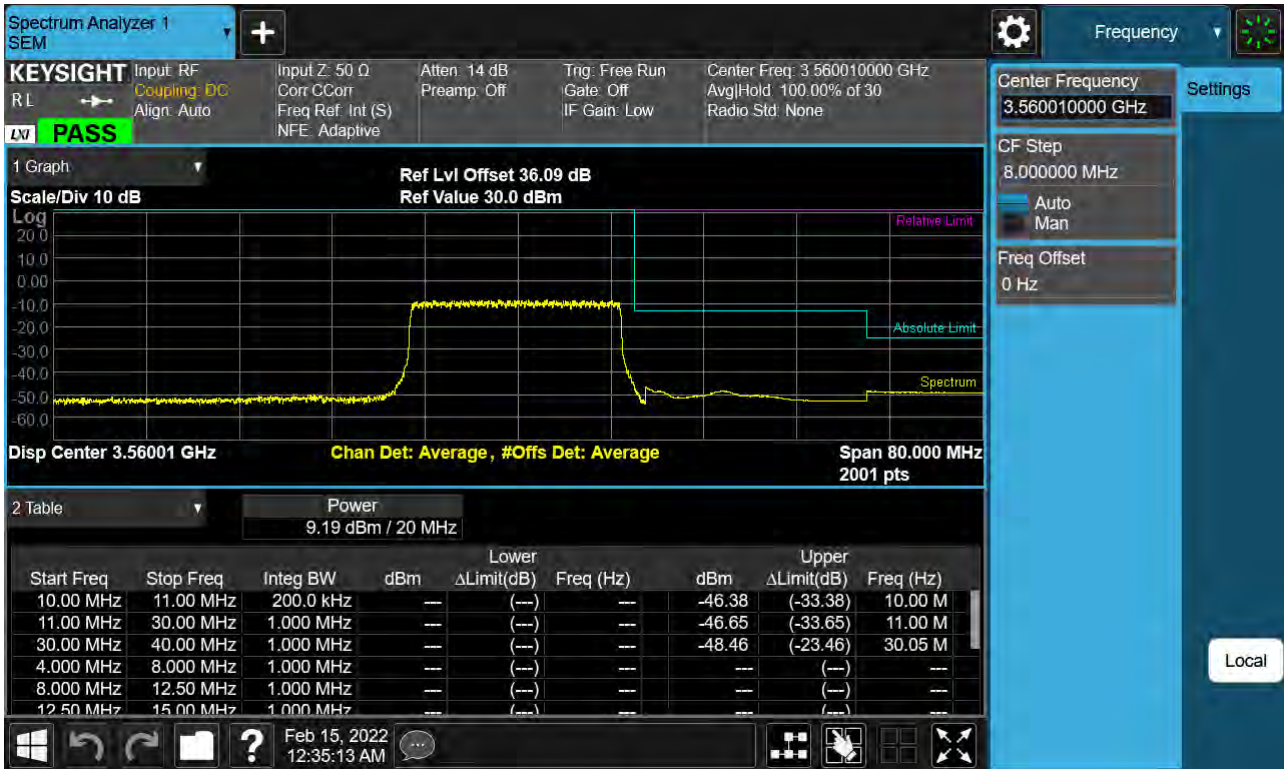 Spectrum Analyzer 1
SEM
+
Frequency
KEYSIGHT
R L
LXI PASS
Input: RF
Coupling: DC
Align: Auto
Input Z: 50 Ω
Corr CCorr
Freq Ref: Int (S)
NFE: Adaptive
Atten: 14 dB
Preamp: Off
Trig: Free Run
Gate: Off
IF Gain: Low
Center Freq: 3.560010000 GHz
Avg|Hold: 100.00% of 30
Radio Std: None
Center Frequency
3.560010000 GHz
Settings
CF Step
8.000000 MHz
Auto
Man
Freq Offset
0 Hz
1 Graph
Scale/Div 10 dB
Ref Lvl Offset 36.09 dB
Ref Value 30.0 dBm
Log
20.0
10.0
0.00
-10.0
-20.0
-30.0
-40.0
-50.0
-60.0
Relative Limit
Absolute Limit
Spectrum
Disp Center 3.56001 GHz
Chan Det: Average, #Offs Det: Average
Span 80.000 MHz
2001 pts
2 Table
Power
9.19 dBm / 20 MHz
Lower Upper
Start Freq Stop Freq Integ BW dBm ΔLimit(dB) Freq (Hz) dBm ΔLimit(dB) Freq (Hz)
10.00 MHz 11.00 MHz 200.0 kHz --- (---) --- -46.38 (-33.38) 10.00 M
11.00 MHz 30.00 MHz 1.000 MHz --- (---) --- -46.65 (-33.65) 11.00 M
30.00 MHz 40.00 MHz 1.000 MHz --- (---) --- -48.46 (-23.46) 30.05 M
4.000 MHz 8.000 MHz 1.000 MHz --- (---) --- --- (---) ---
8.000 MHz 12.50 MHz 1.000 MHz --- (---) --- --- (---) ---
12.50 MHz 15.00 MHz 1.000 MHz --- (---) --- --- (---) ---
Local
?
Feb 15, 2022
12:35:13 AM